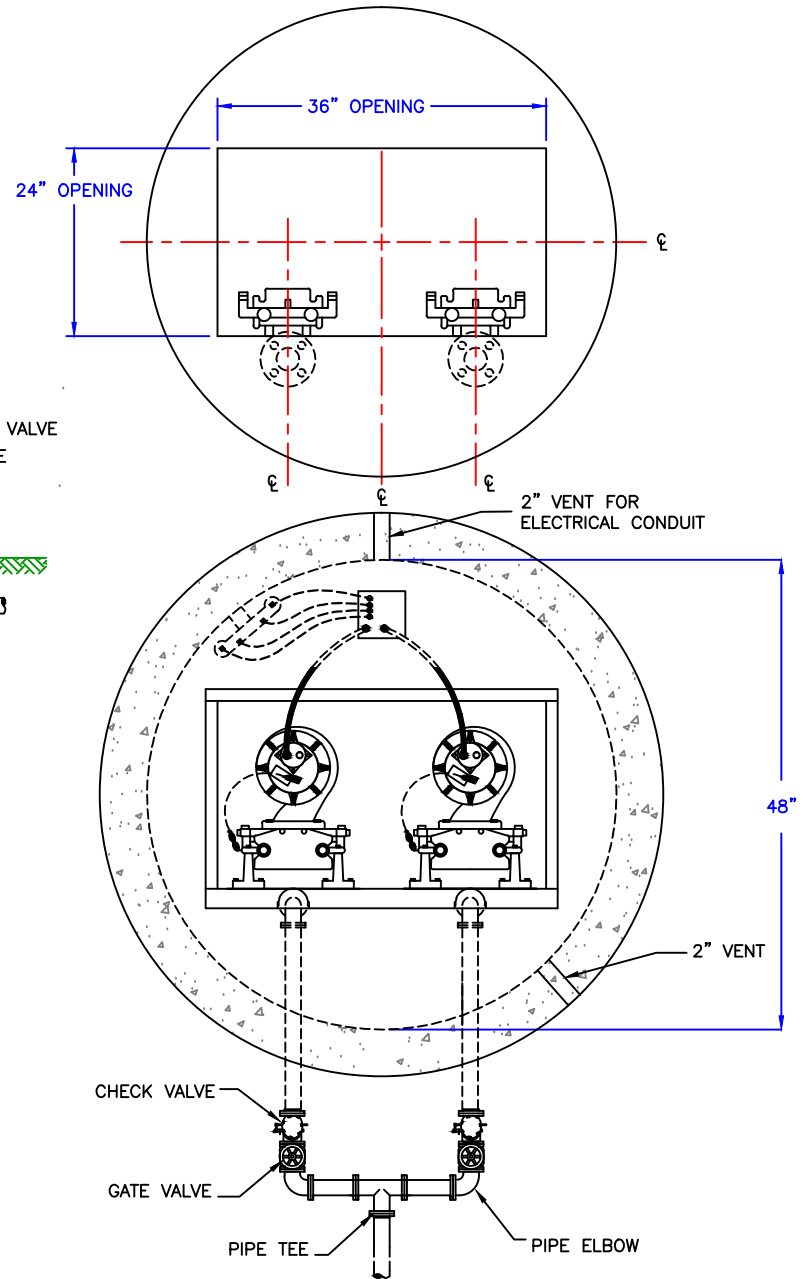 36” OPENING
24” OPENING
℄
VALVE
℄ ℄ ℄
2” VENT FOR
ELECTRICAL CONDUIT
48”
2” VENT
CHECK VALVE
GATE VALVE
PIPE TEE
PIPE ELBOW